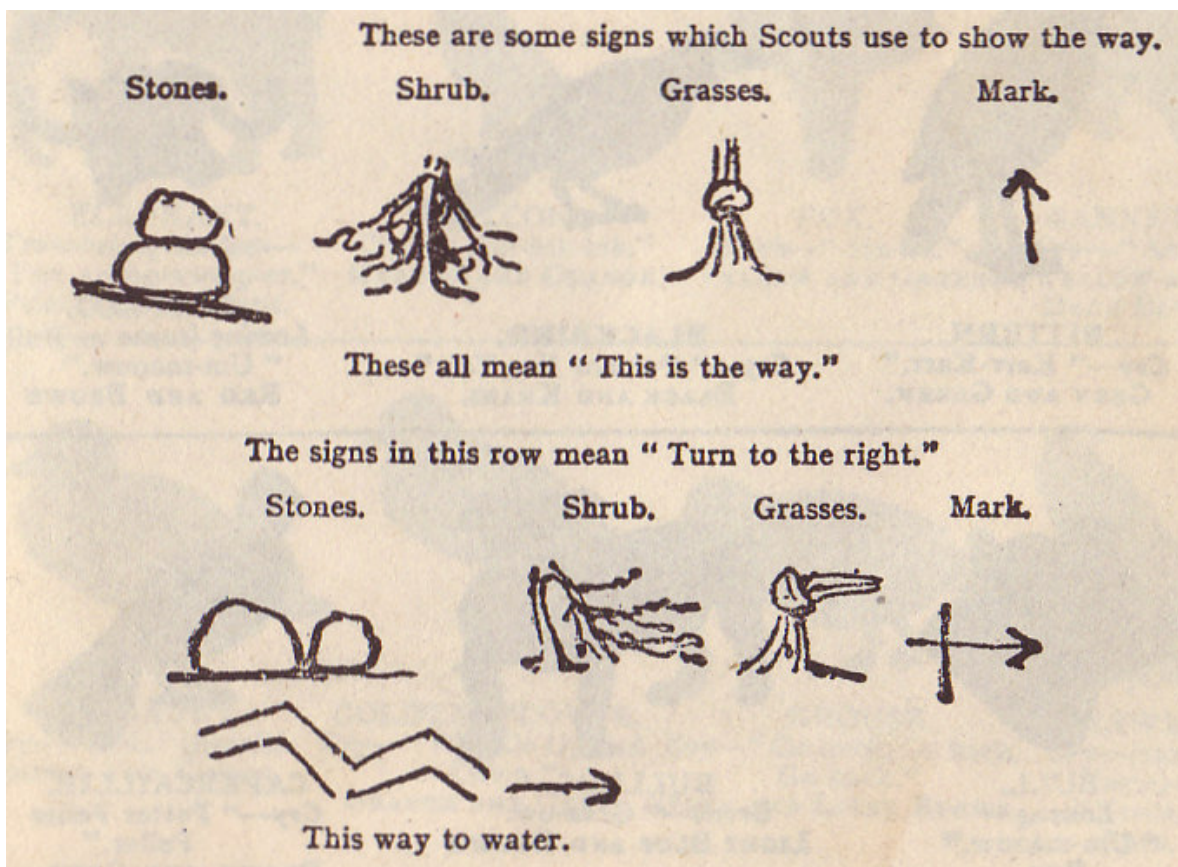 These are some signs which Scouts use to show the way.
Stones. Shrub. Grasses. Mark.
These all mean “ This is the way.”
The signs in this row mean “ Turn to the right.”
Stones. Shrub. Grasses. Mark.
This way to water.